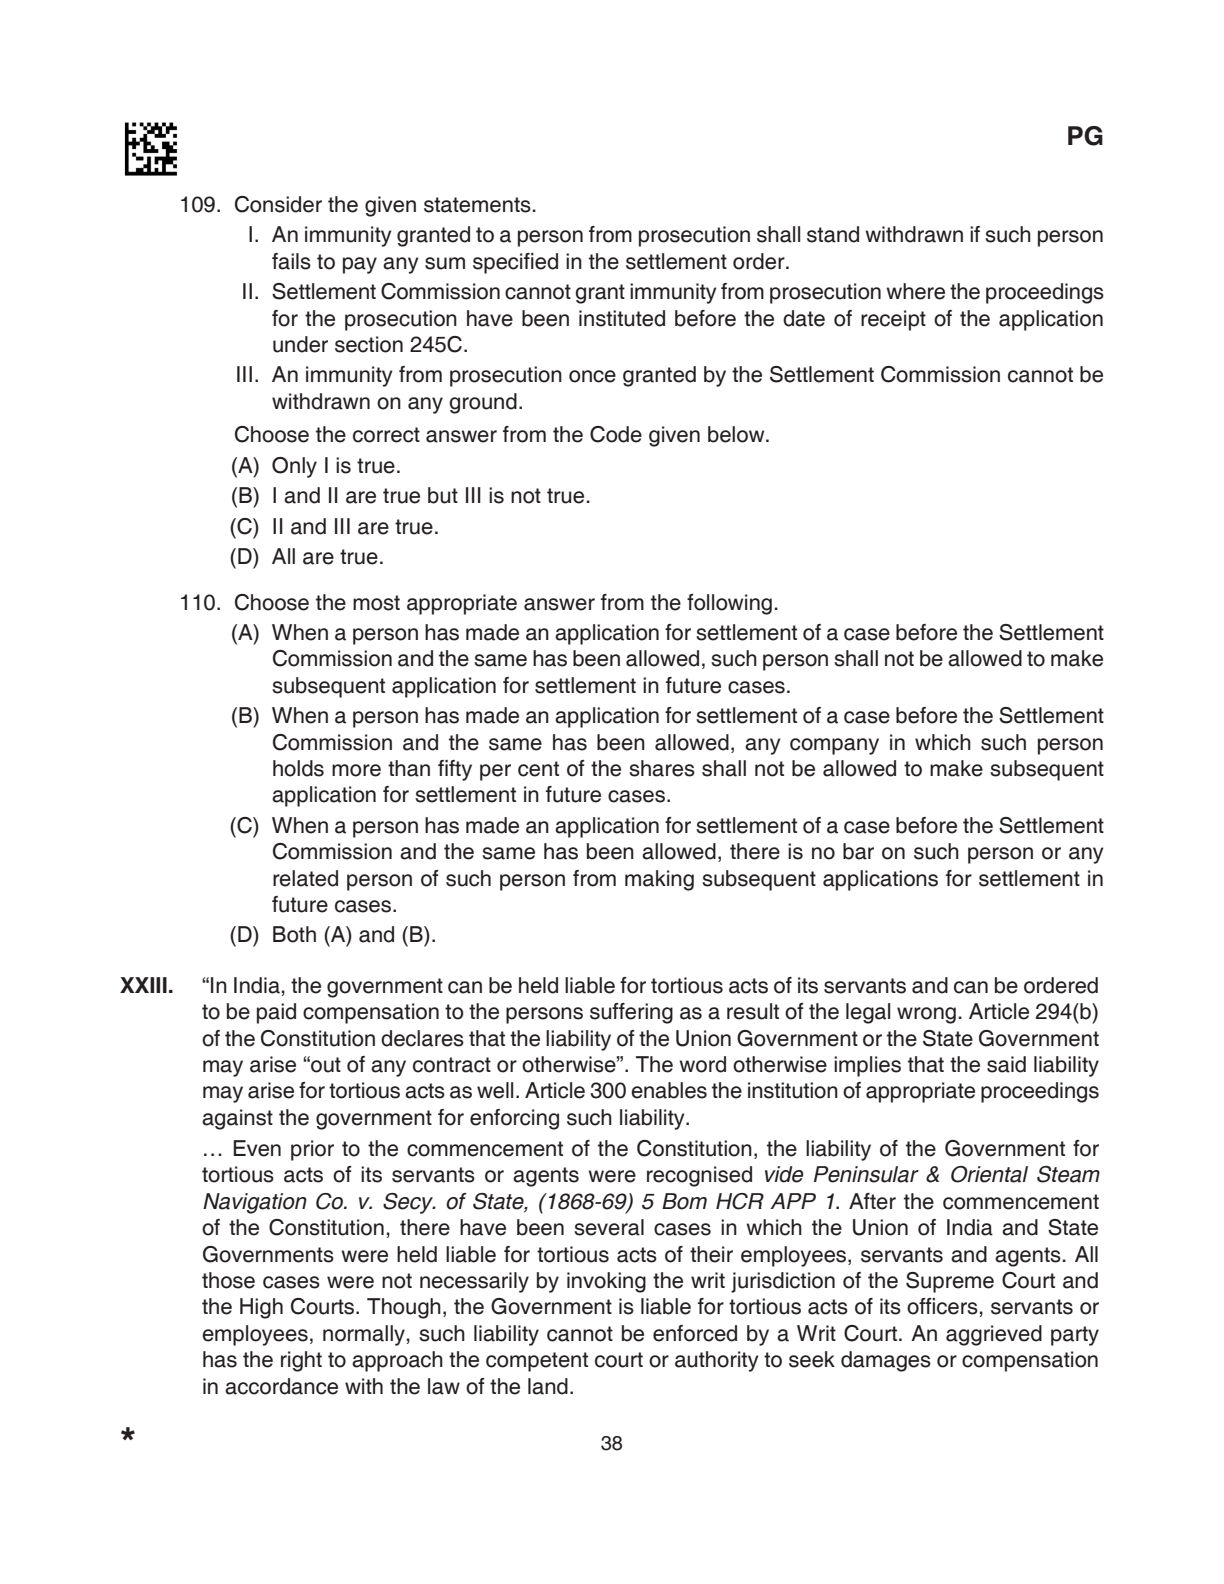 PG
109. Consider the given statements.
I. An immunity granted to a person from prosecution shall stand withdrawn if such person
fails to pay any sum specified in the settlement order.
II. Settlement Commission cannot grant immunity from prosecution where the proceedings
for the prosecution have been instituted before the date of receipt of the application
under section 245C.
III. An immunity from prosecution once granted by the Settlement Commission cannot be
withdrawn on any ground.
Choose the correct answer from the Code given below.
(A) Only I is true.
(B) I and II are true but III is not true.
(C) II and III are true.
(D) All are true.
110. Choose the most appropriate answer from the following.
(A) When a person has made an application for settlement of a case before the Settlement
Commission and the same has been allowed, such person shall not be allowed to make
subsequent application for settlement in future cases.
(B) When a person has made an application for settlement of a case before the Settlement
Commission and the same has been allowed, any company in which such person
holds more than fifty per cent of the shares shall not be allowed to make subsequent
application for settlement in future cases.
(C) When a person has made an application for settlement of a case before the Settlement
Commission and the same has been allowed, there is no bar on such person or any
related person of such person from making subsequent applications for settlement in
future cases.
(D) Both (A) and (B).
XXIII. “In India, the government can be held liable for tortious acts of its servants and can be ordered
to be paid compensation to the persons suffering as a result of the legal wrong. Article 294(b)
of the Constitution declares that the liability of the Union Government or the State Government
may arise “out of any contract or otherwise”. The word otherwise implies that the said liability
may arise for tortious acts as well. Article 300 enables the institution of appropriate proceedings
against the government for enforcing such liability.
… Even prior to the commencement of the Constitution, the liability of the Government for
tortious acts of its servants or agents were recognised vide Peninsular & Oriental Steam
Navigation Co. v. Secy. of State, (1868-69) 5 Bom HCR APP 1. After the commencement
of the Constitution, there have been several cases in which the Union of India and State
Governments were held liable for tortious acts of their employees, servants and agents. All
those cases were not necessarily by invoking the writ jurisdiction of the Supreme Court and
the High Courts. Though, the Government is liable for tortious acts of its officers, servants or
employees, normally, such liability cannot be enforced by a Writ Court. An aggrieved party
has the right to approach the competent court or authority to seek damages or compensation
in accordance with the law of the land.
* 38